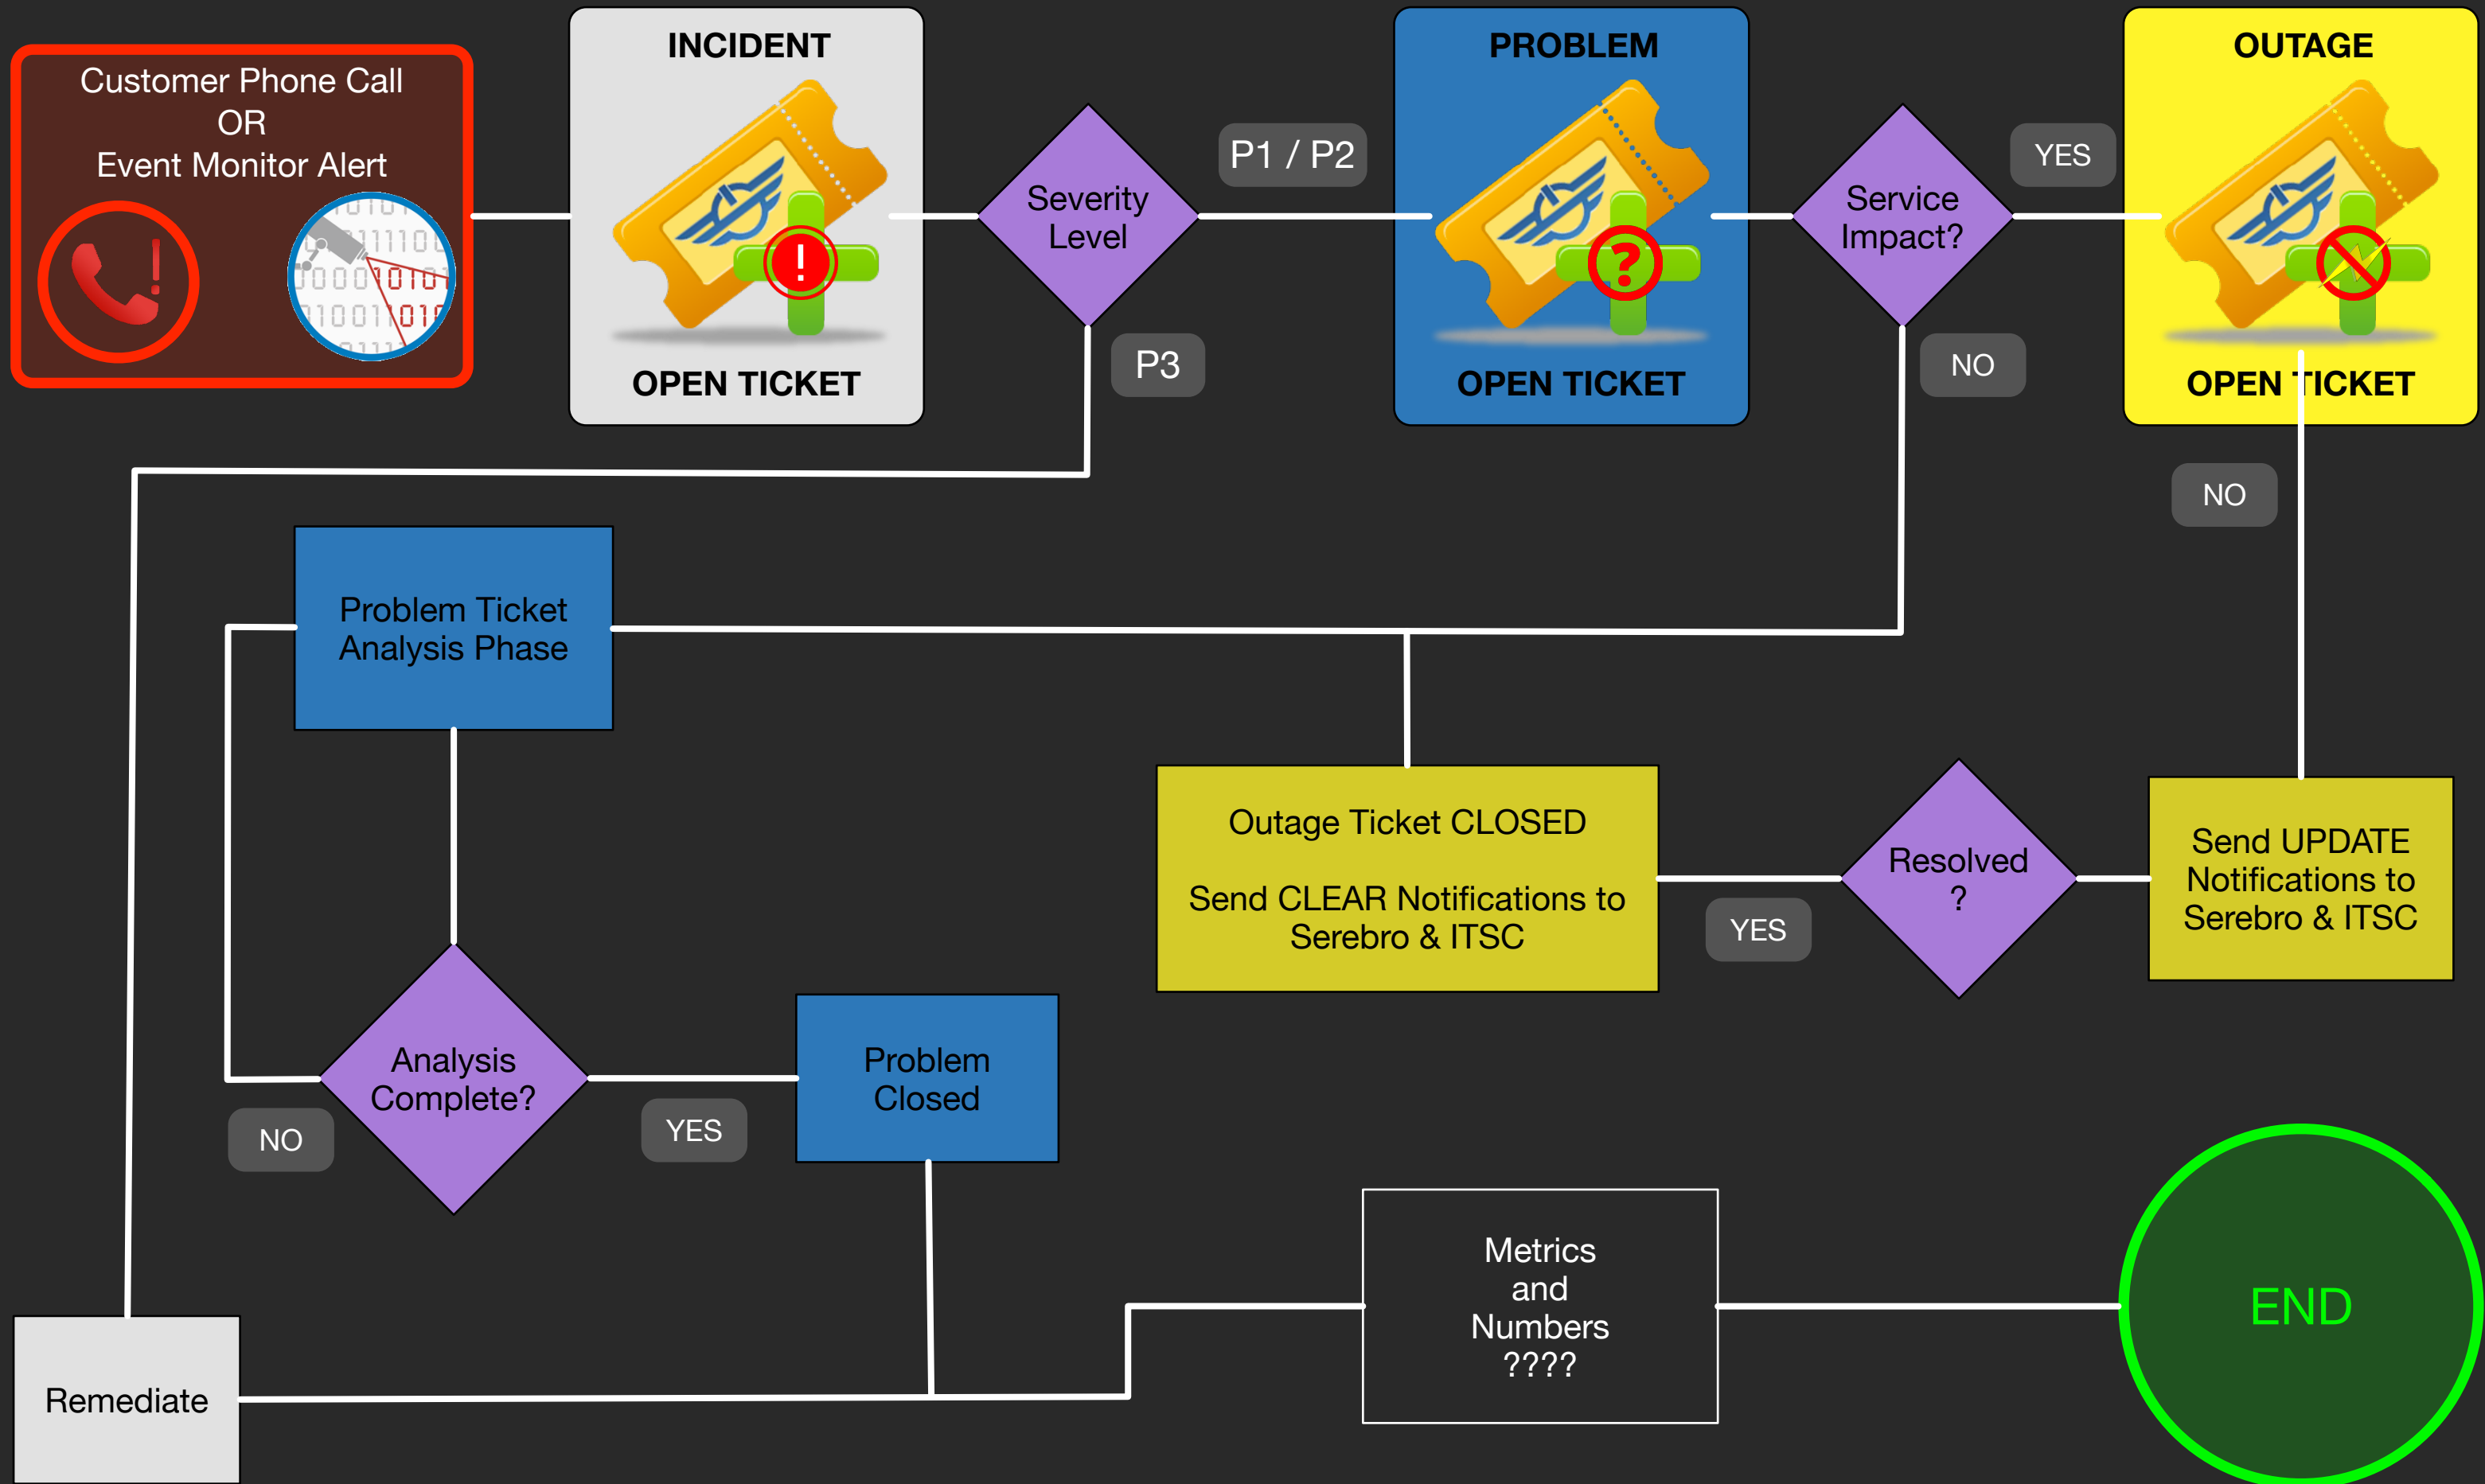 Customer Phone Call
OR
Event Monitor Alert
INCIDENT
OPEN TICKET
Severity
Level
P1 / P2
P3
PROBLEM
OPEN TICKET
Service
Impact?
YES
NO
OUTAGE
OPEN TICKET
NO
Problem Ticket
Analysis Phase
Outage Ticket CLOSED
Send CLEAR Notifications to
Serebro & ITSC
YES
Resolved
?
Send UPDATE
Notifications to
Serebro & ITSC
Analysis
Complete?
NO
YES
Problem
Closed
Remediate
Metrics
and
Numbers
????
END